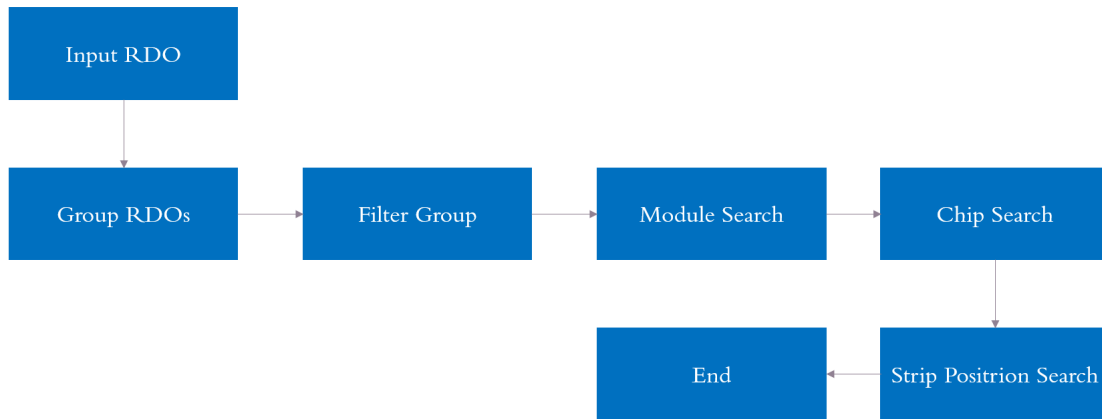 Input RDO
Group RDOs
Filter Group
Module Search
Chip Search
Strip Positrion Search
End